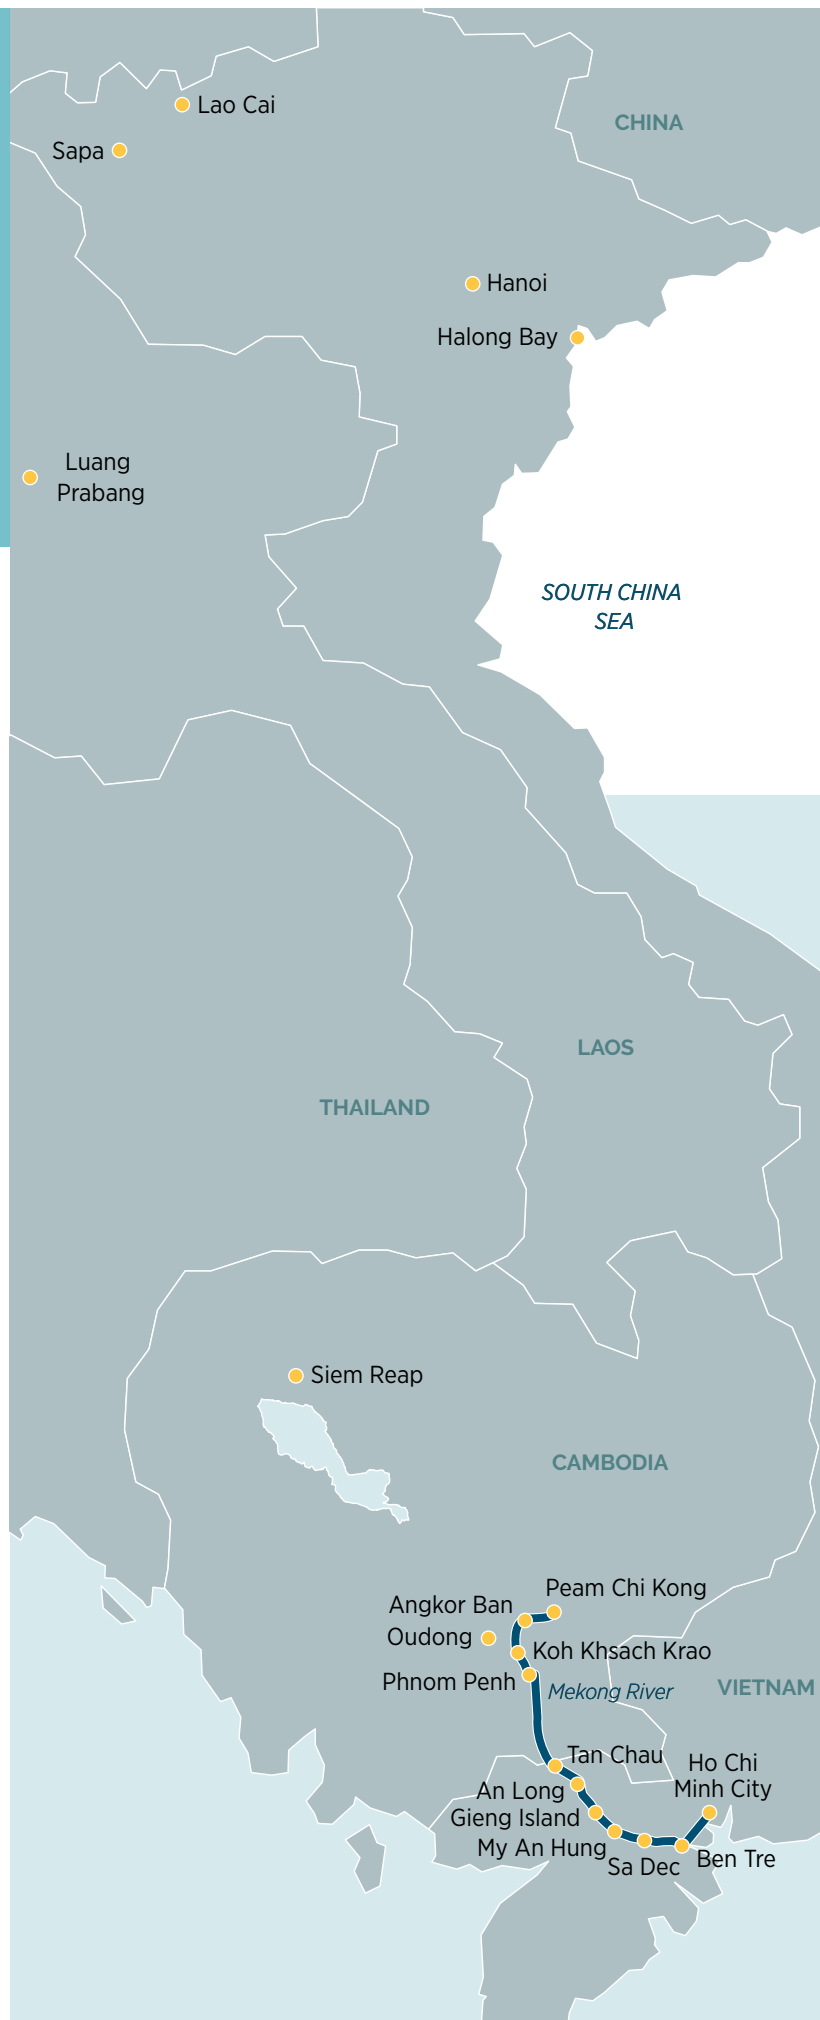 Lao Cai
CHINA
Sapa
Hanoi
Halong Bay
Luang
Prabang
SOUTH CHINA
SEA
LAOS
THAILAND
Siem Reap
CAMBODIA
Peam Chi Kong
Angkor Ban
Oudong
Koh Khsach Krao
Phnom Penh
Mekong River
VIETNAM
Tan Chau
Ho Chi
Minh City
An Long
Gieng Island
My An Hung
Sa Dec
Ben Tre